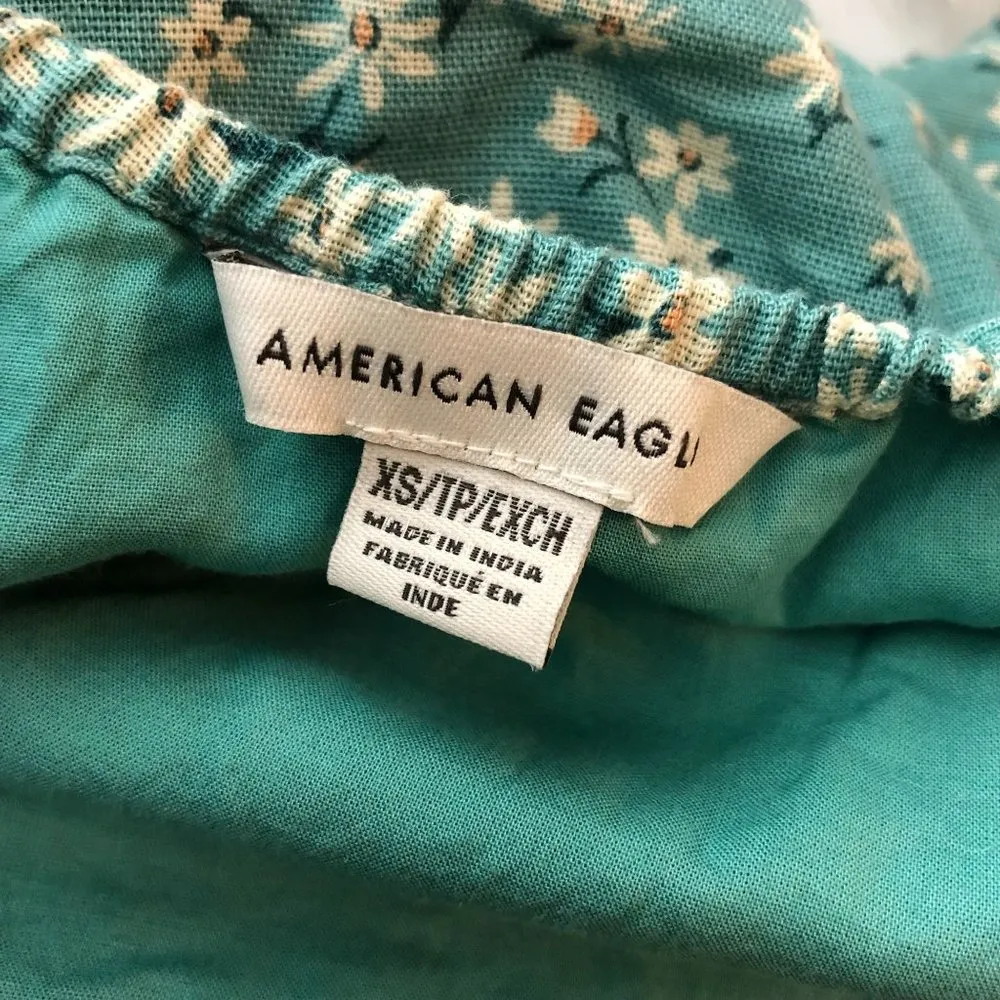 AMERICAN EAGL
XS/TP/EXCH
MADE IN INDIA
FABRIQUÉ EN
INDE